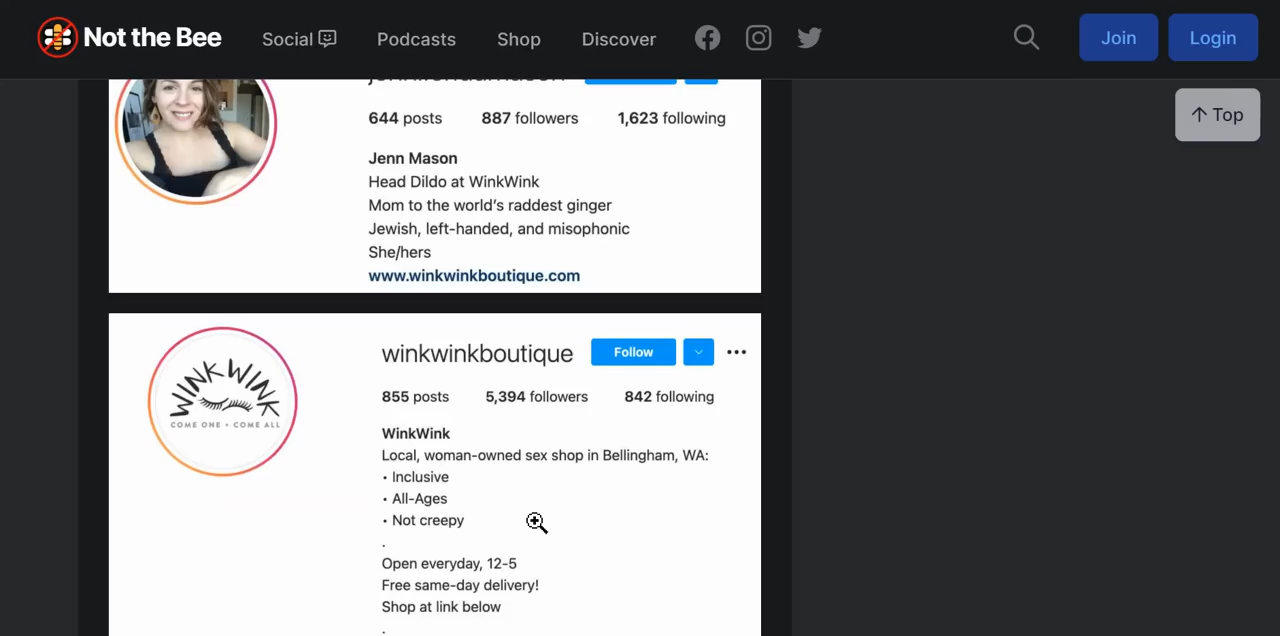 Not the Bee
Social
Podcasts
Shop
Discover
Join
Login
↑ Top
644 posts 887 followers 1,623 following
Jenn Mason
Head Dildo at WinkWink
Mom to the world's raddest ginger
Jewish, left-handed, and misophonic
She/hers
www.winkwinkboutique.com
WINK WINK
COME ONE • COME ALL
winkwinkboutique Follow
855 posts 5,394 followers 842 following
WinkWink
Local, woman-owned sex shop in Bellingham, WA:
• Inclusive
• All-Ages
• Not creepy
.
Open everyday, 12-5
Free same-day delivery!
Shop at link below
.